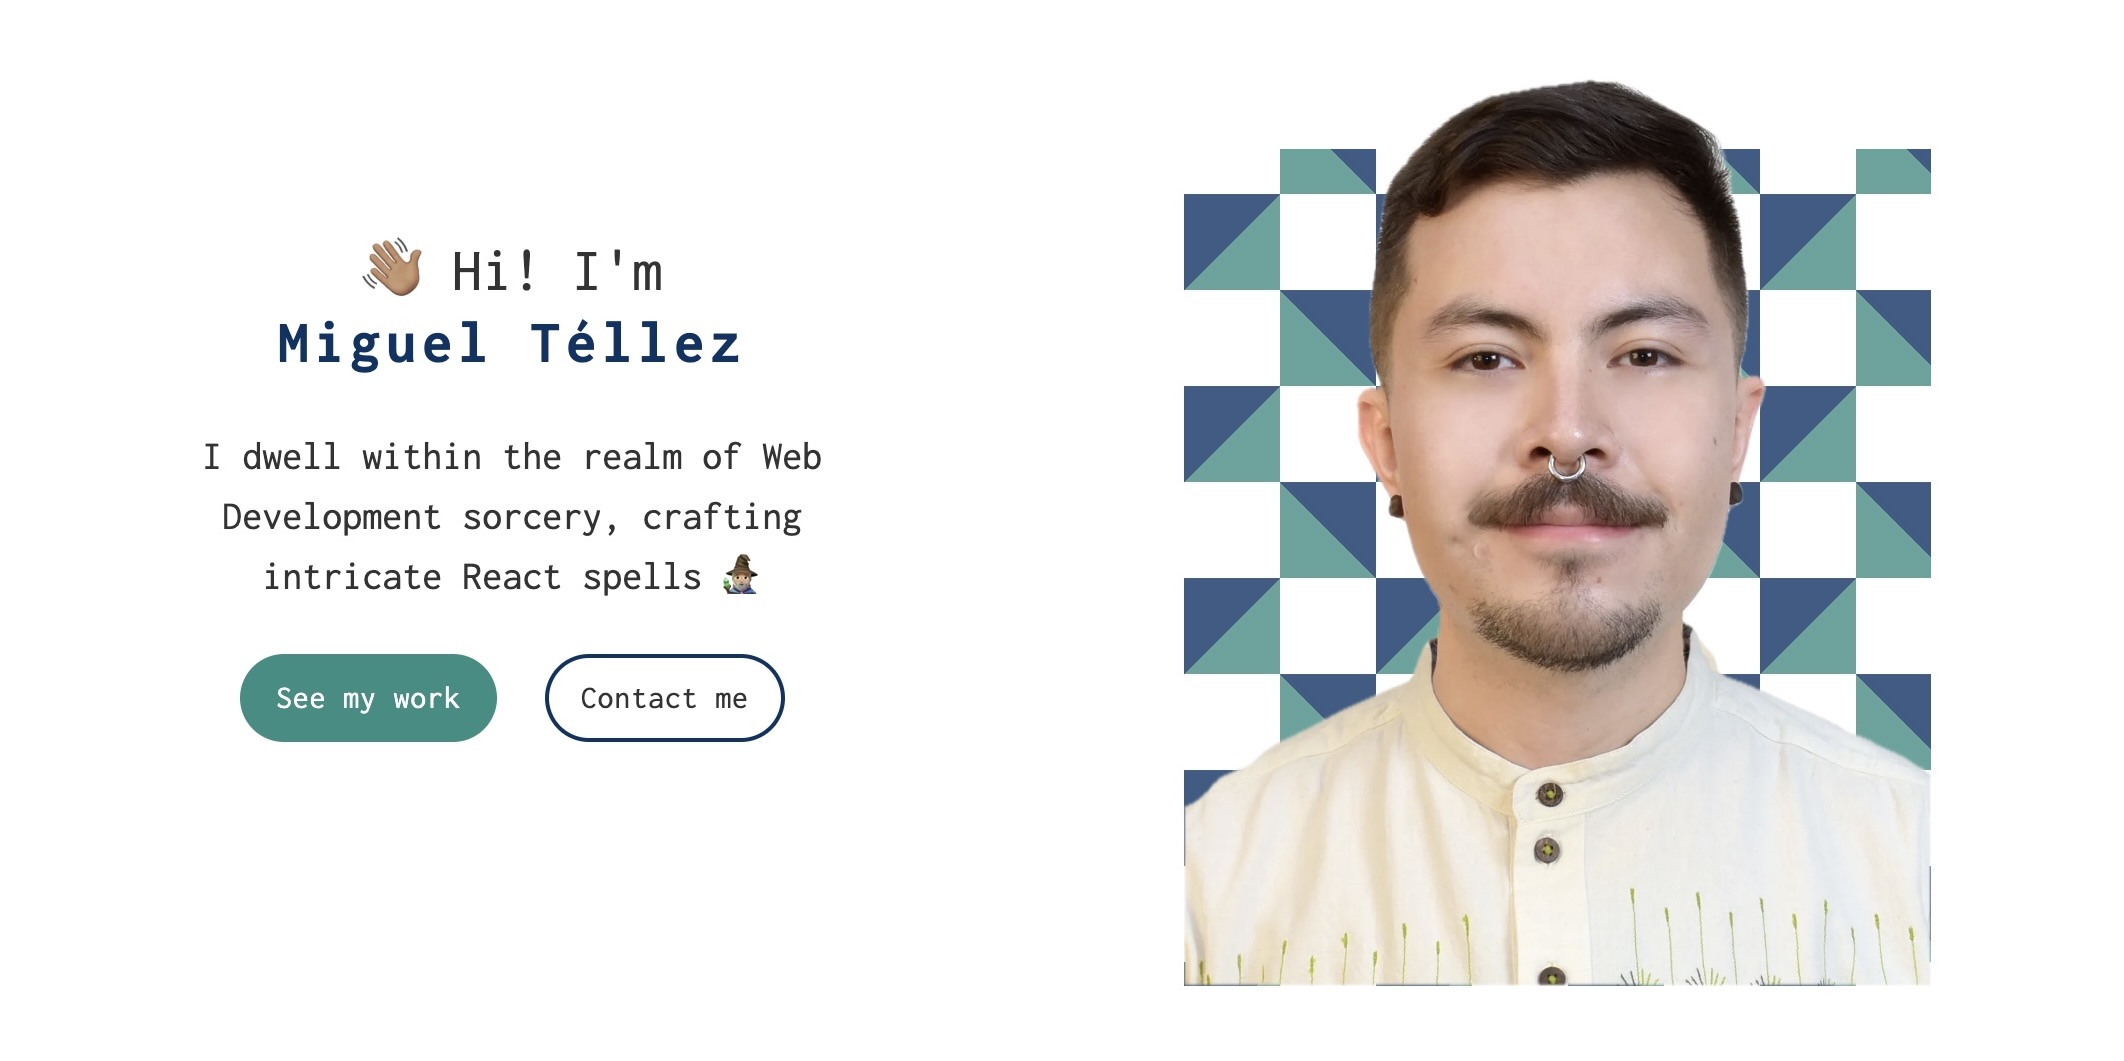 👋🏽 Hi! I'm
Miguel Téllez
I dwell within the realm of Web
Development sorcery, crafting
intricate React spells 🧙🏼‍♂️
See my work
Contact me